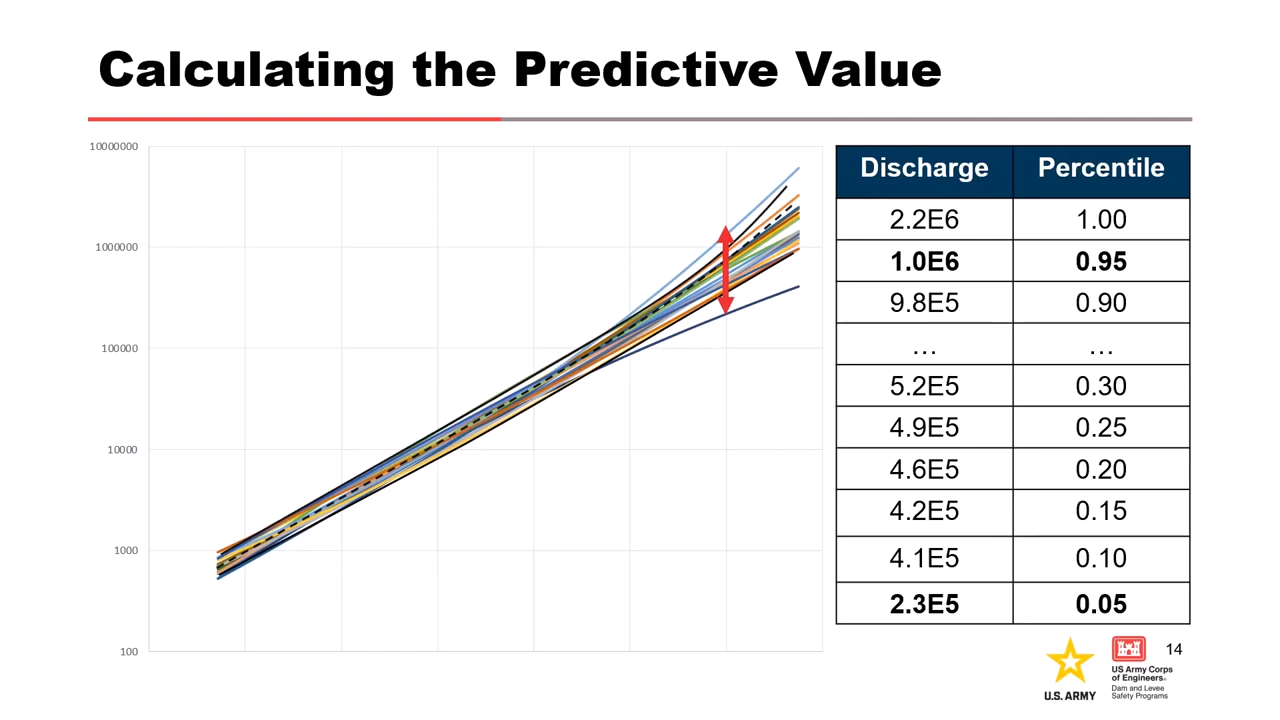 Calculating the Predictive Value
10000000
1000000
100000
10000
1000
100
Discharge Percentile
2.2E6 1.00
1.0E6 0.95
9.8E5 0.90
… …
5.2E5 0.30
4.9E5 0.25
4.6E5 0.20
4.2E5 0.15
4.1E5 0.10
2.3E5 0.05
14
U.S. ARMY
US Army Corps
of Engineers®
Dam and Levee
Safety Programs